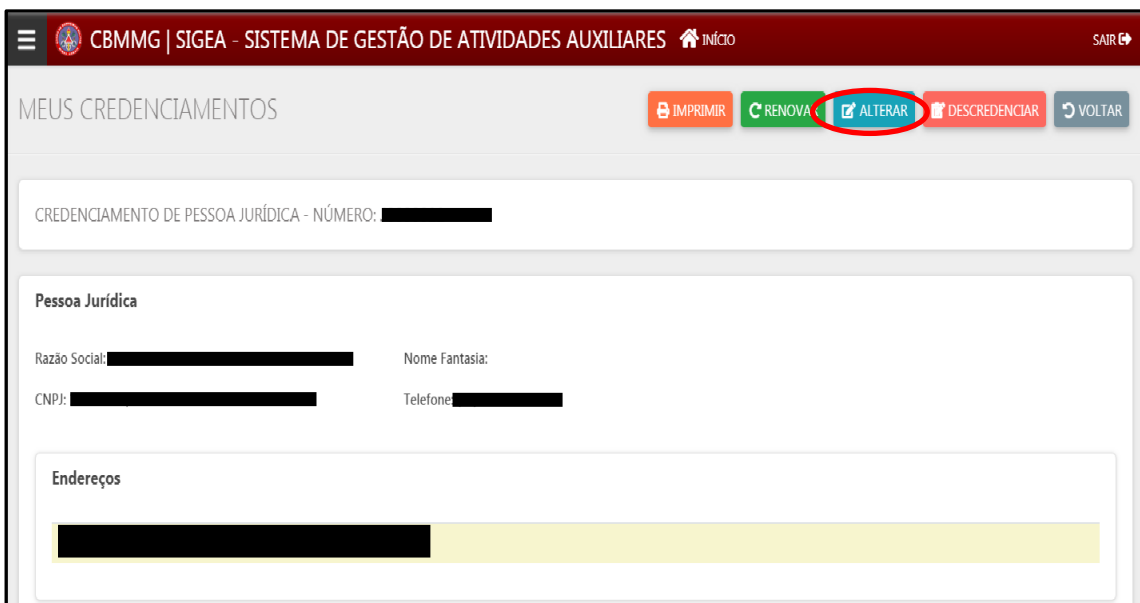 CBMMG | SIGEA - SISTEMA DE GESTÃO DE ATIVIDADES AUXILIARES INÍCIO SAIR
MEUS CREDENCIAMENTOS IMPRIMIR RENOVAR ALTERAR DESCREDENCIAR VOLTAR
CREDENCIAMENTO DE PESSOA JURÍDICA - NÚMERO:
Pessoa Jurídica
Razão Social: Nome Fantasia:
CNPJ: Telefone:
Endereços